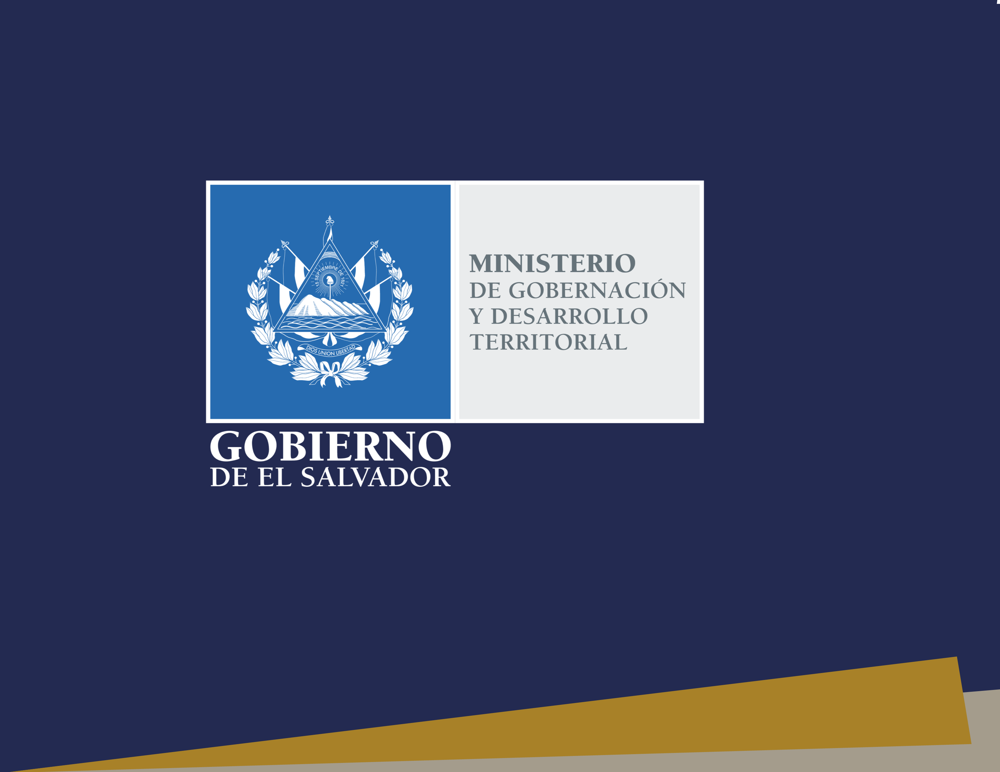 15 SEPTIEMBRE DE 1821
DIOS UNION LIBERTAD
MINISTERIO
DE GOBERNACIÓN
Y DESARROLLO
TERRITORIAL
GOBIERNO
DE EL SALVADOR